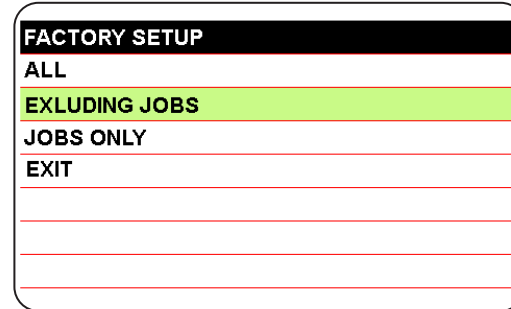 FACTORY SETUP
ALL
EXLUDING JOBS
JOBS ONLY
EXIT